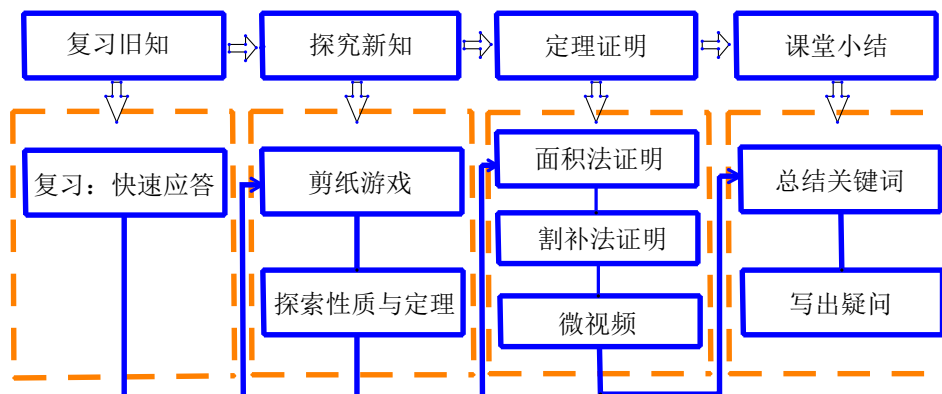 复习旧知
探究新知
定理证明
课堂小结
复习：快速应答
剪纸游戏
探索性质与定理
面积法证明
割补法证明
微视频
总结关键词
写出疑问